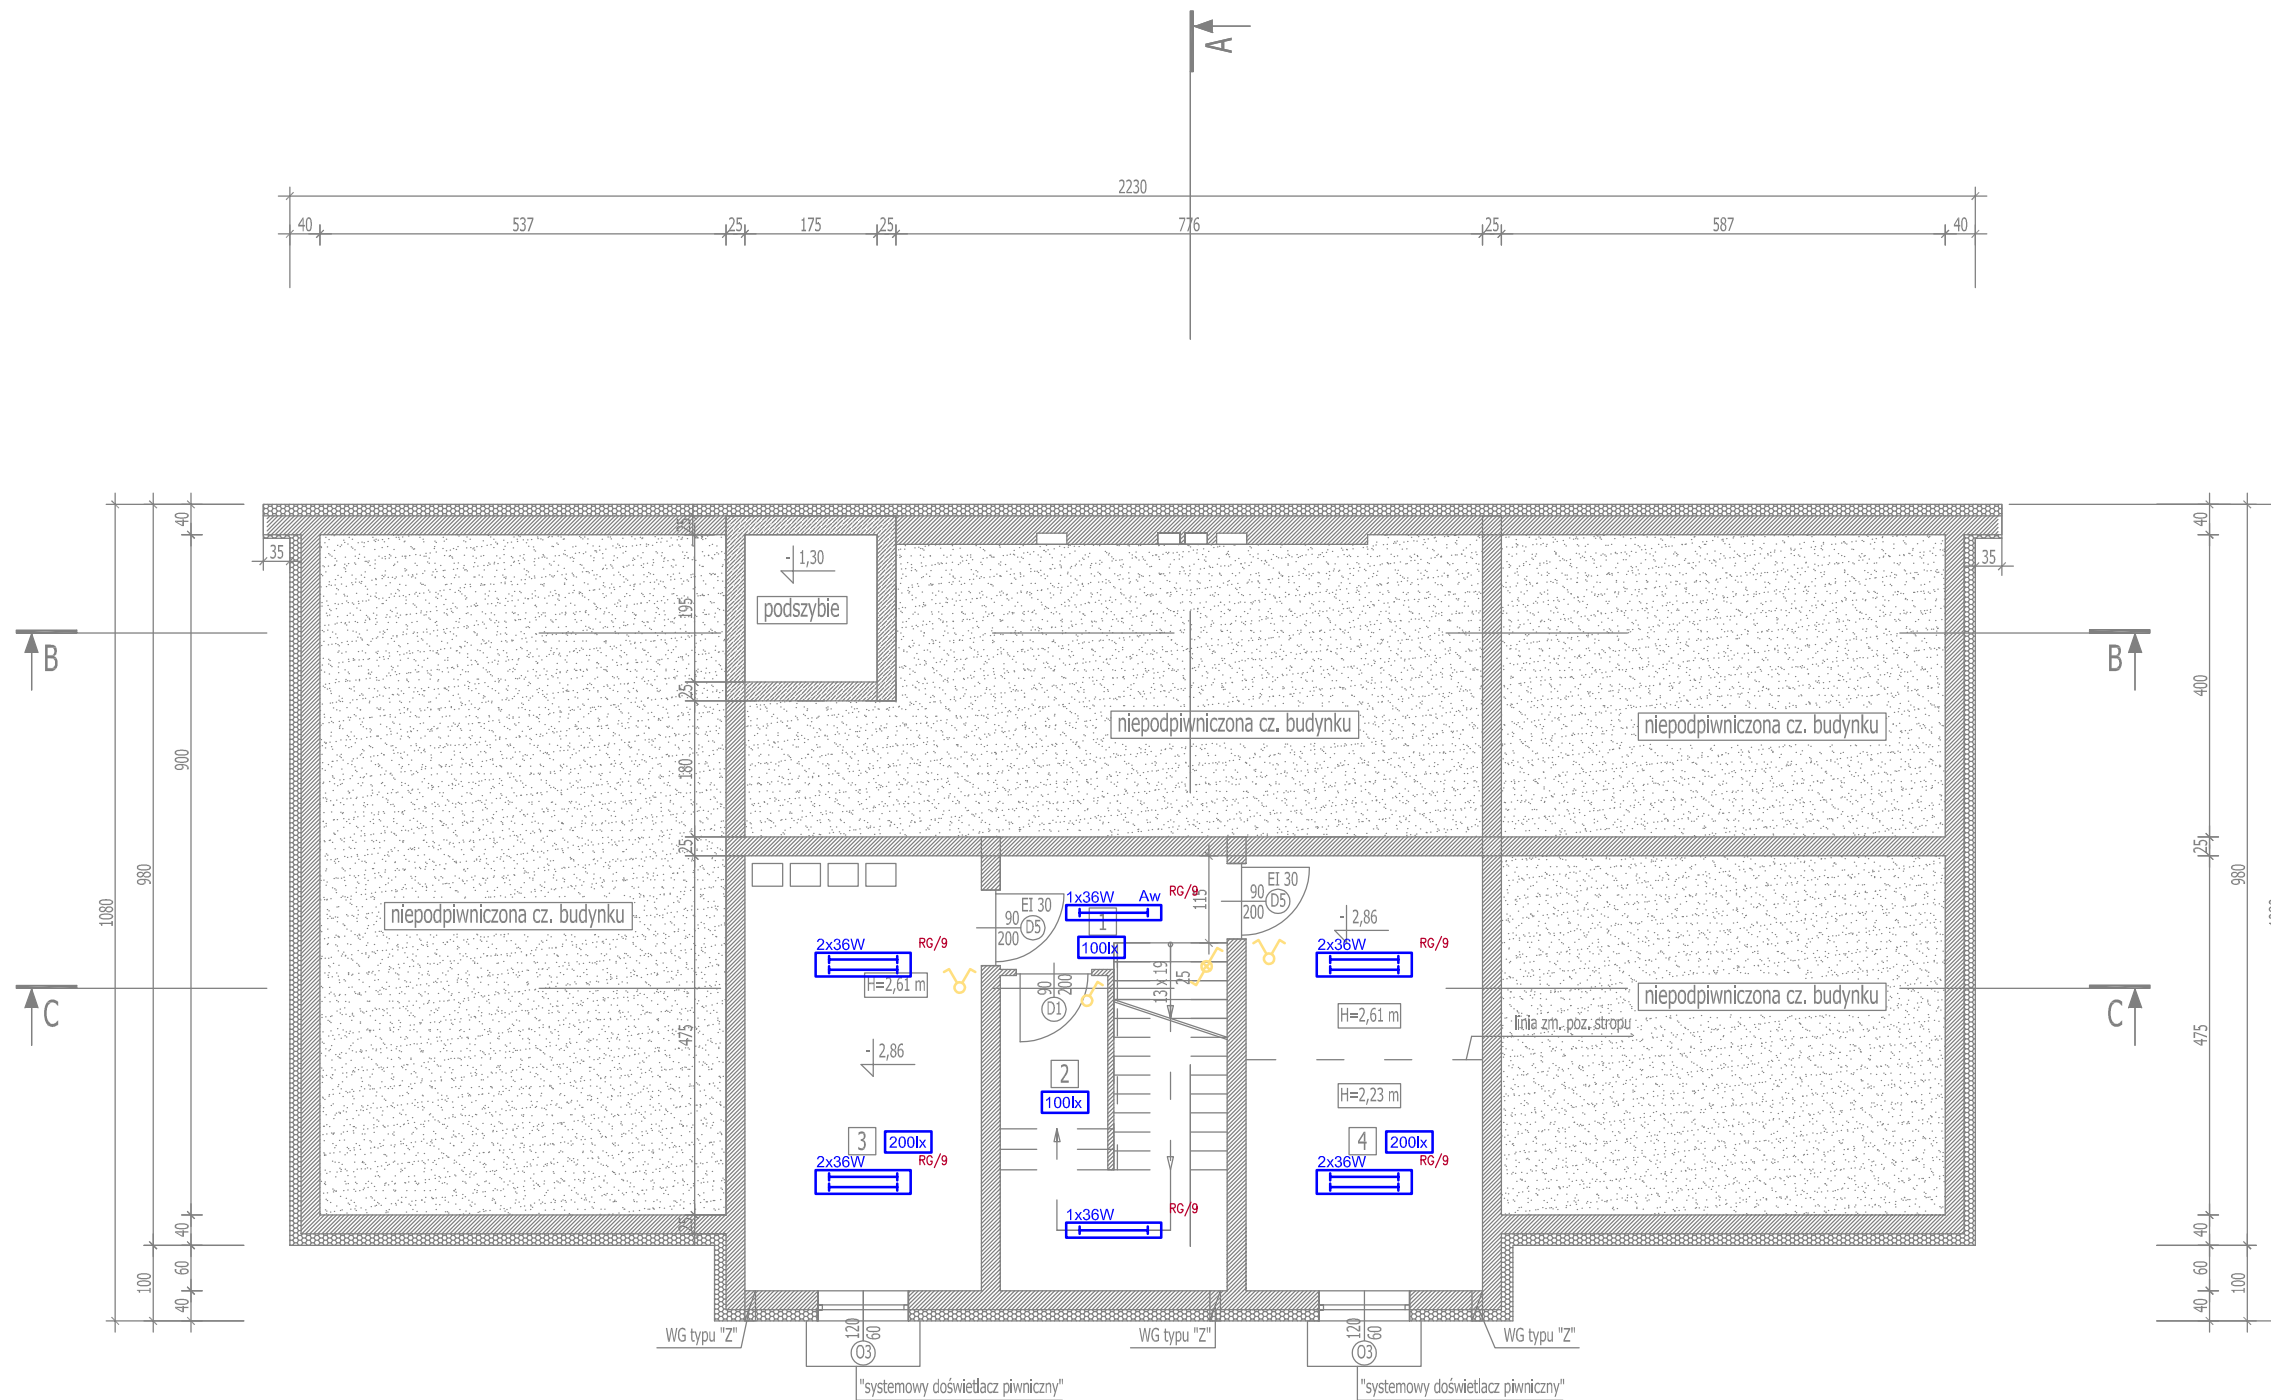 A
2230
40
537
25
175
25
776
25
587
40
40
25
40
35
- 1,30
35
195
podszybie
B
B
25
400
niepodpiwniczona cz. budynku
niepodpiwniczona cz. budynku
900
180
980
25
25
980
1080
niepodpiwniczona cz. budynku
EI 30
90
200
D5
1x36W Aw
RG/9
1
100lx
115
EI 30
90
200
D5
- 2,86
2x36W
RG/9
H=2,61 m
2x36W
RG/9
13 x 19
25
90
200
D1
C
C
niepodpiwniczona cz. budynku
H=2,61 m
linia zm. poz. stropu
475
475
- 2,86
2
100lx
H=2,23 m
3
200lx
4
200lx
2x36W
RG/9
2x36W
RG/9
1x36W
RG/9
40
25
40
60
60
100
100
40
40
WG typu "Z"
120
60
O3
WG typu "Z"
120
60
O3
WG typu "Z"
"systemowy doświetlacz piwniczny"
"systemowy doświetlacz piwniczny"